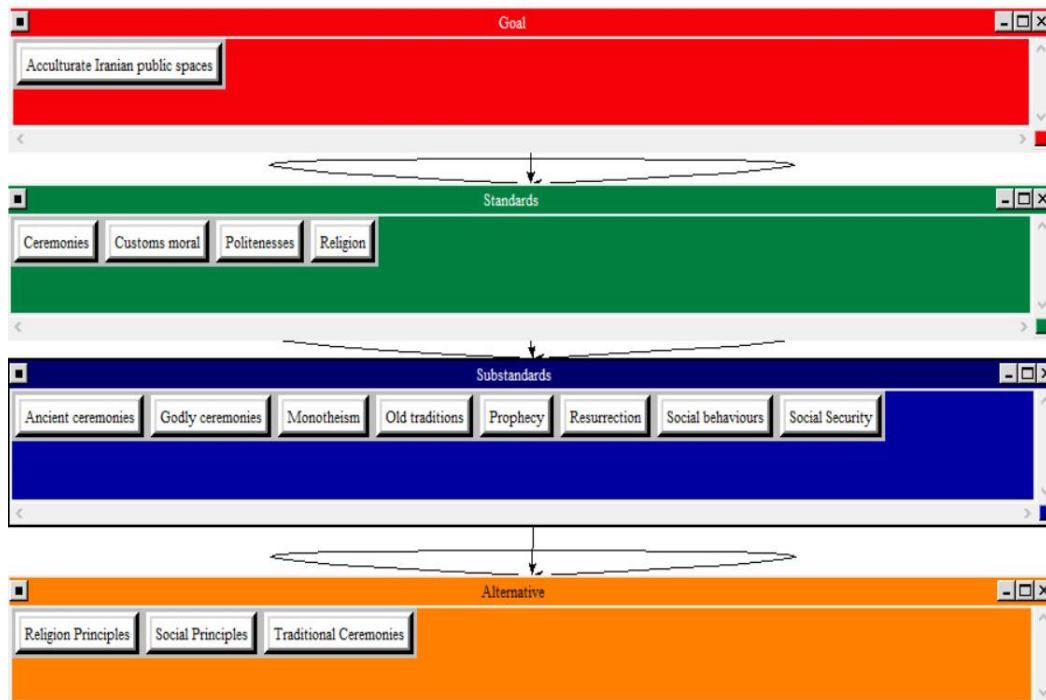 Goal
Acculturate Iranian public spaces
Standards
Ceremonies Customs moral Politenesses Religion
Substandards
Ancient ceremonies Godly ceremonies Monotheism Old traditions Prophecy Resurrection Social behaviours Social Security
Alternative
Religion Principles Social Principles Traditional Ceremonies